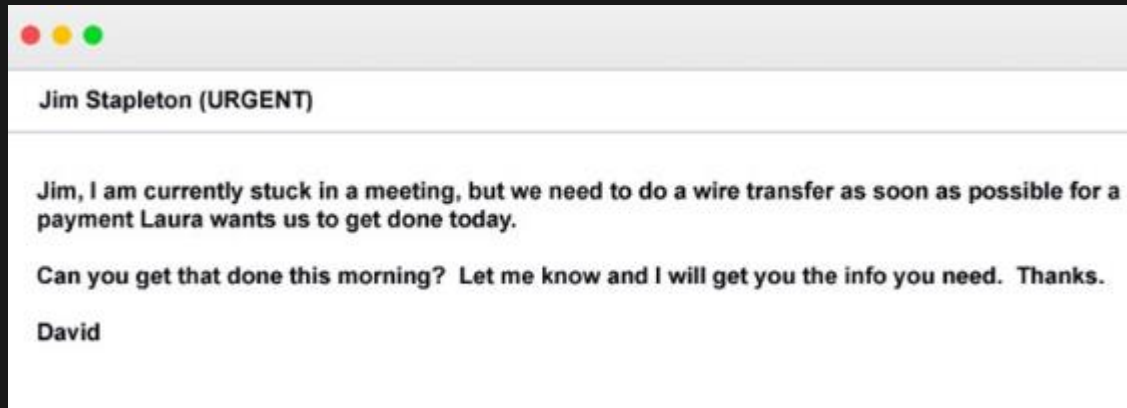 Jim Stapleton (URGENT)
Jim, I am currently stuck in a meeting, but we need to do a wire transfer as soon as possible for a
payment Laura wants us to get done today.
Can you get that done this morning?  Let me know and I will get you the info you need.  Thanks.
David